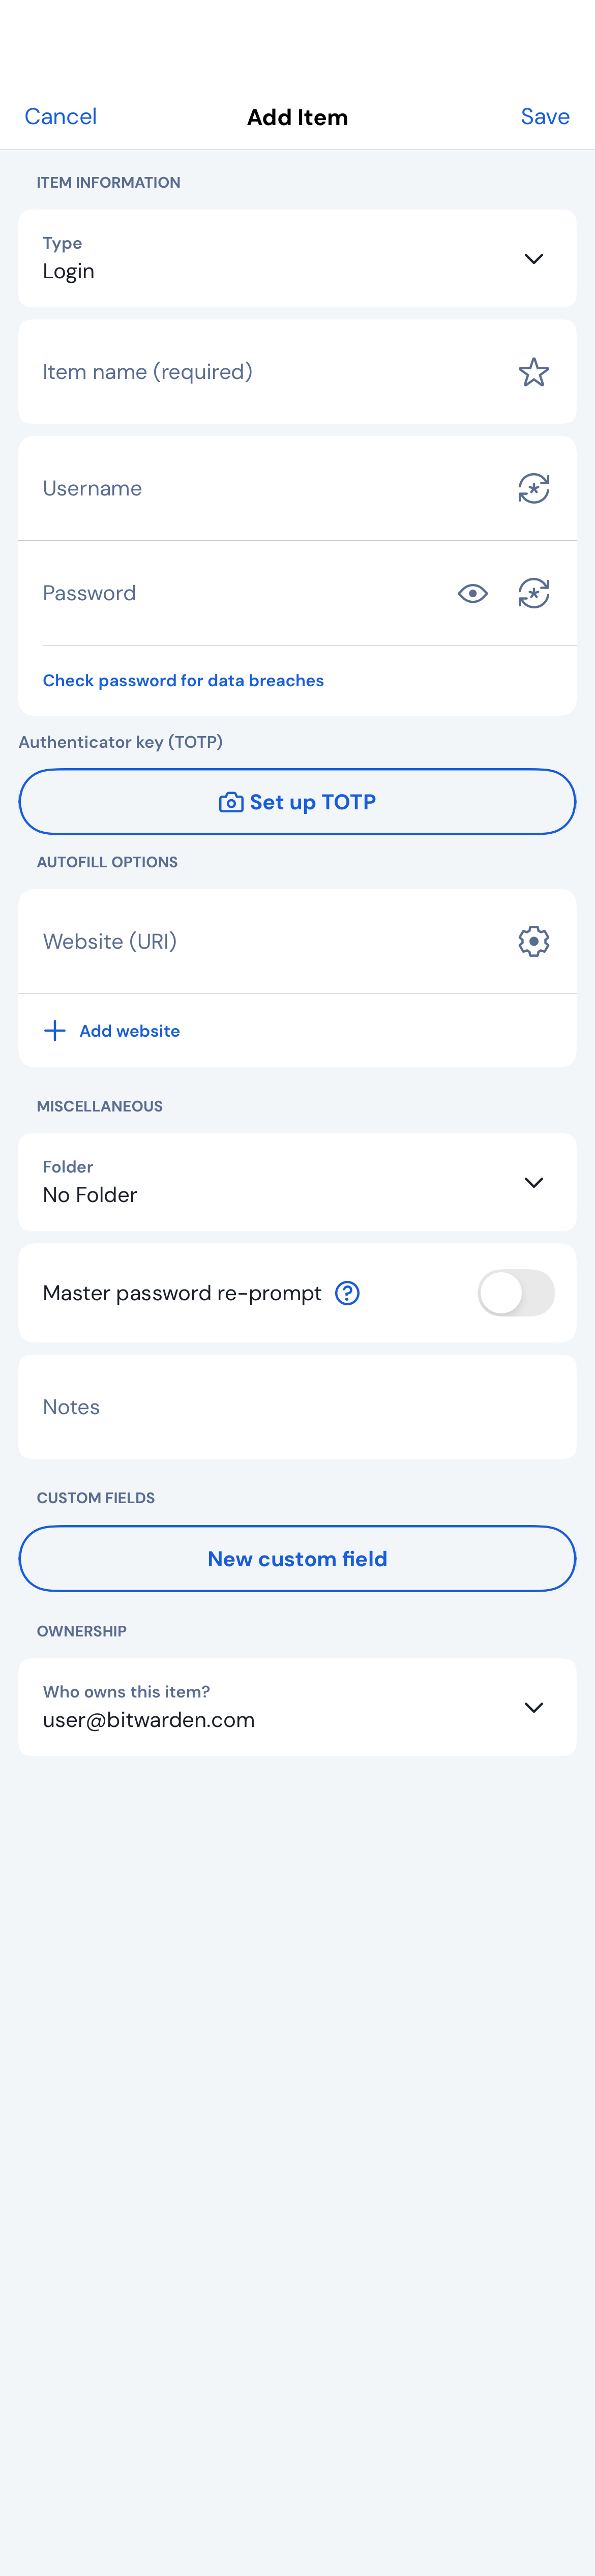 Cancel
Add Item
Save
ITEM INFORMATION
Type
Login
Item name (required)
Username
Password
Check password for data breaches
Authenticator key (TOTP)
Set up TOTP
AUTOFILL OPTIONS
Website (URI)
Add website
MISCELLANEOUS
Folder
No Folder
Master password re-prompt
Notes
CUSTOM FIELDS
New custom field
OWNERSHIP
Who owns this item?
user@bitwarden.com